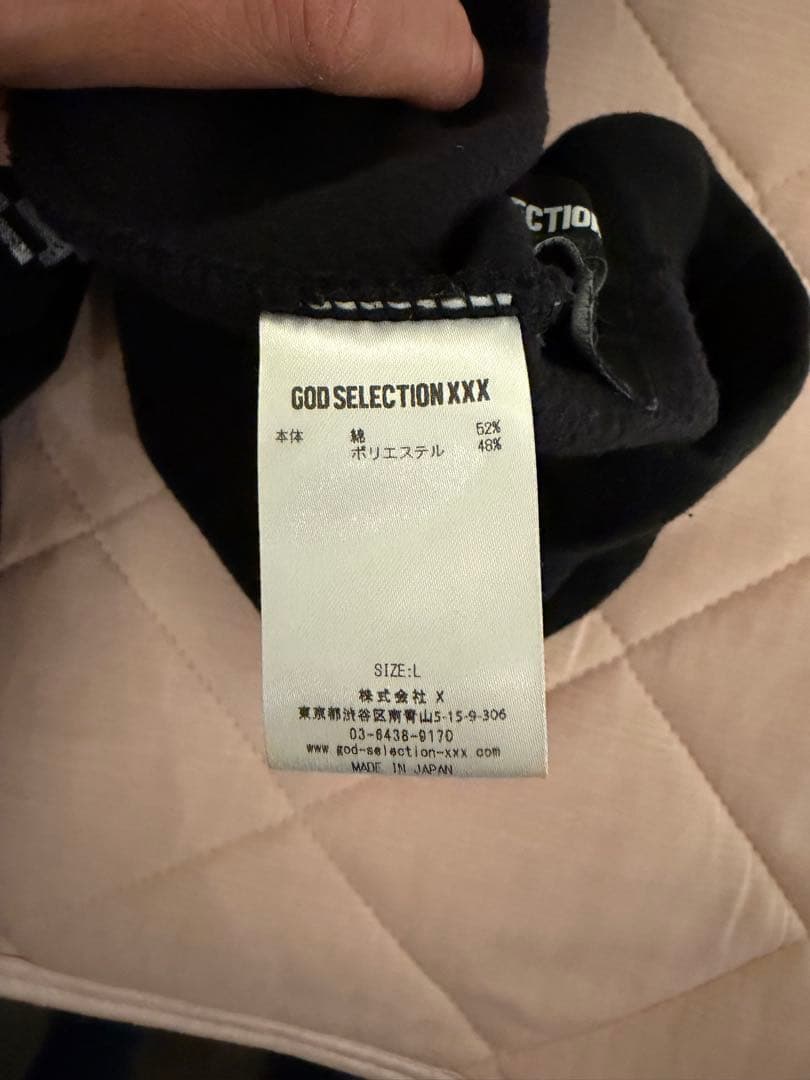 CTION
GOD SELECTION XXX
本体 綿 52%
ポリエステル 48%
SIZE:L
株式会社 X
東京都渋谷区南青山5-15-9-306
03-6438-9170
www god-selection-xxx com
MADE IN JAPAN